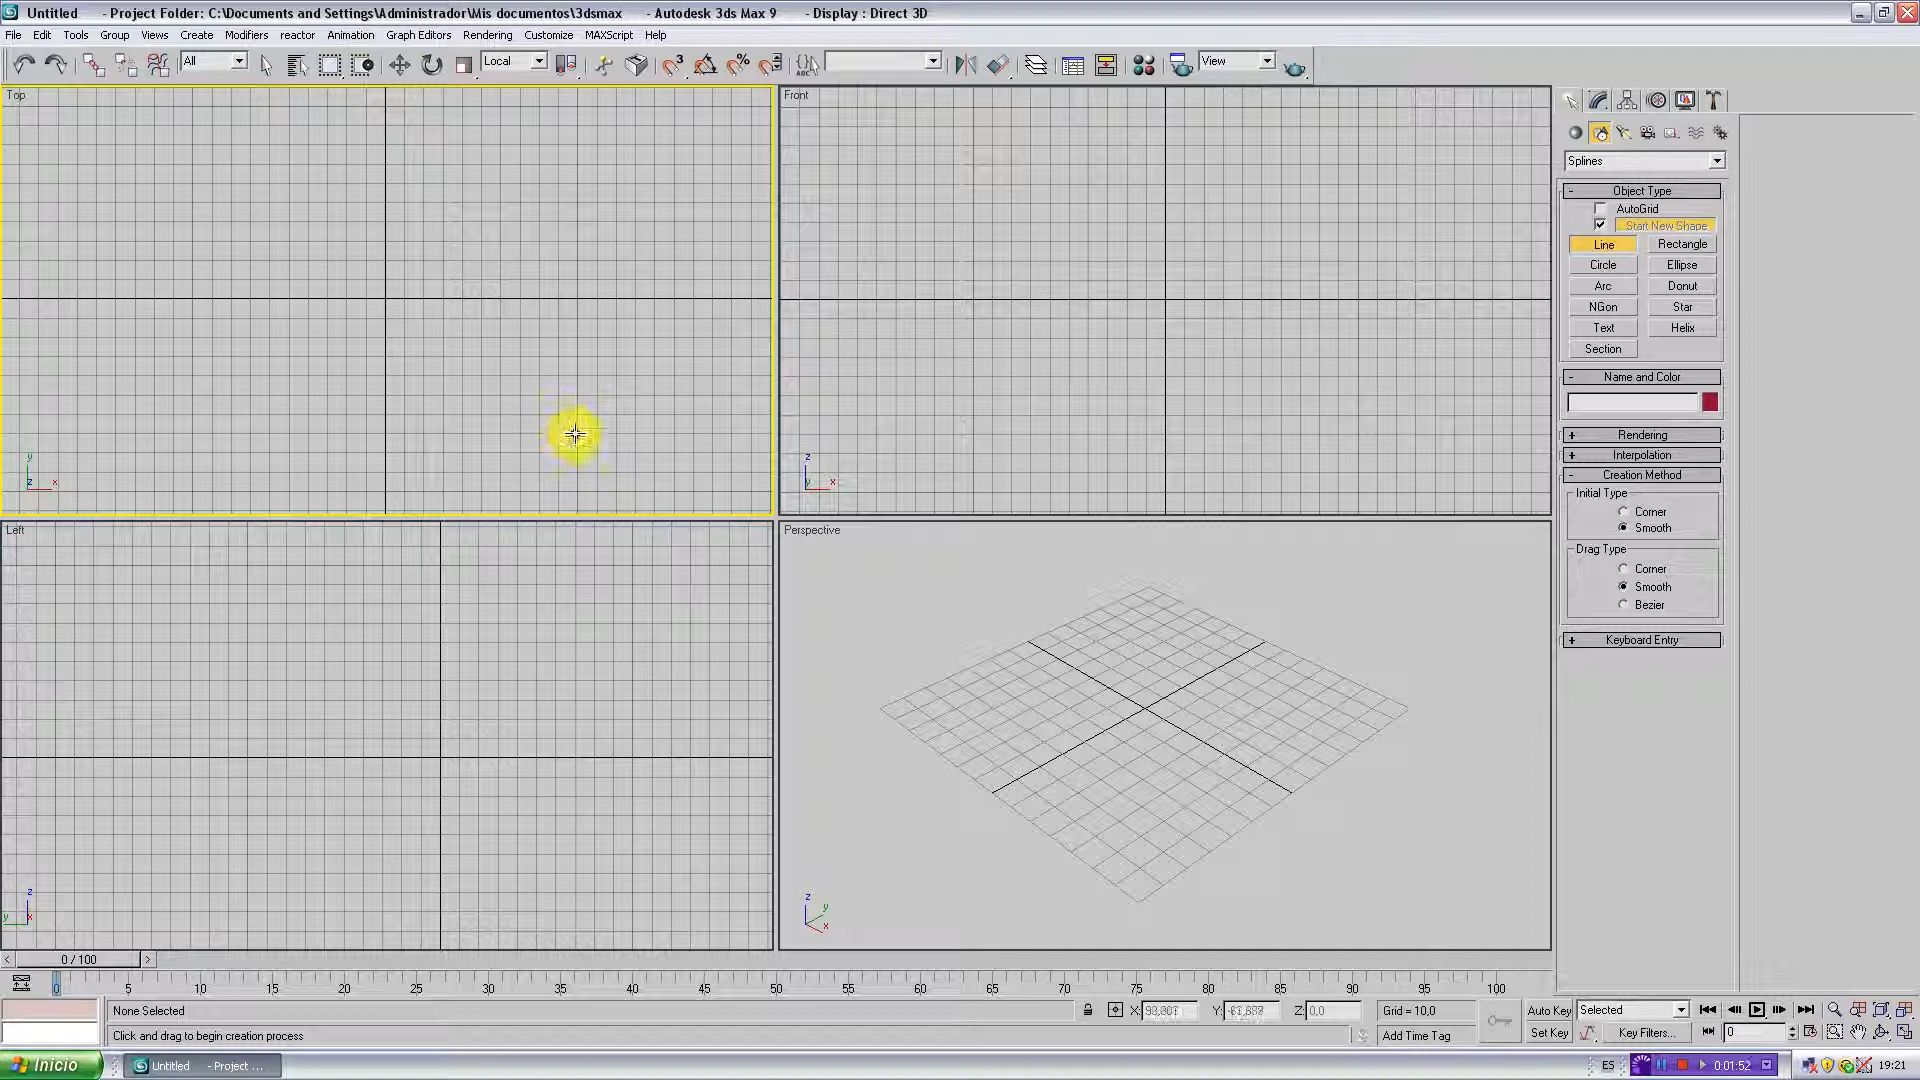 Untitled - Project Folder: C:\Documents and Settings\Administrador\Mis documentos\3dsmax - Autodesk 3ds Max 9 - Display : Direct 3D
File Edit Tools Group Views Create Modifiers reactor Animation Graph Editors Rendering Customize MAXScript Help
All Local 3 % ABC View
Top
Front
Splines
Object Type
AutoGrid
Start New Shape
Line Rectangle
Circle Ellipse
Arc Donut
NGon Star
Text Helix
Section
Name and Color
Rendering
Interpolation
Creation Method
Initial Type
Corner
Smooth
Drag Type
Corner
Smooth
Bezier
Keyboard Entry
y
z x
z
y x
Left
Perspective
z
y x
z
y
x
0 / 100
0 5 10 15 20 25 30 35 40 45 50 55 60 65 70 75 80 85 90 95 100
None Selected X: Y: Z: 0,0 Grid = 10,0 Auto Key Selected
Click and drag to begin creation process Add Time Tag Set Key Key Filters... 0
Inicio Untitled - Project ... ES 0:01:52 19:21